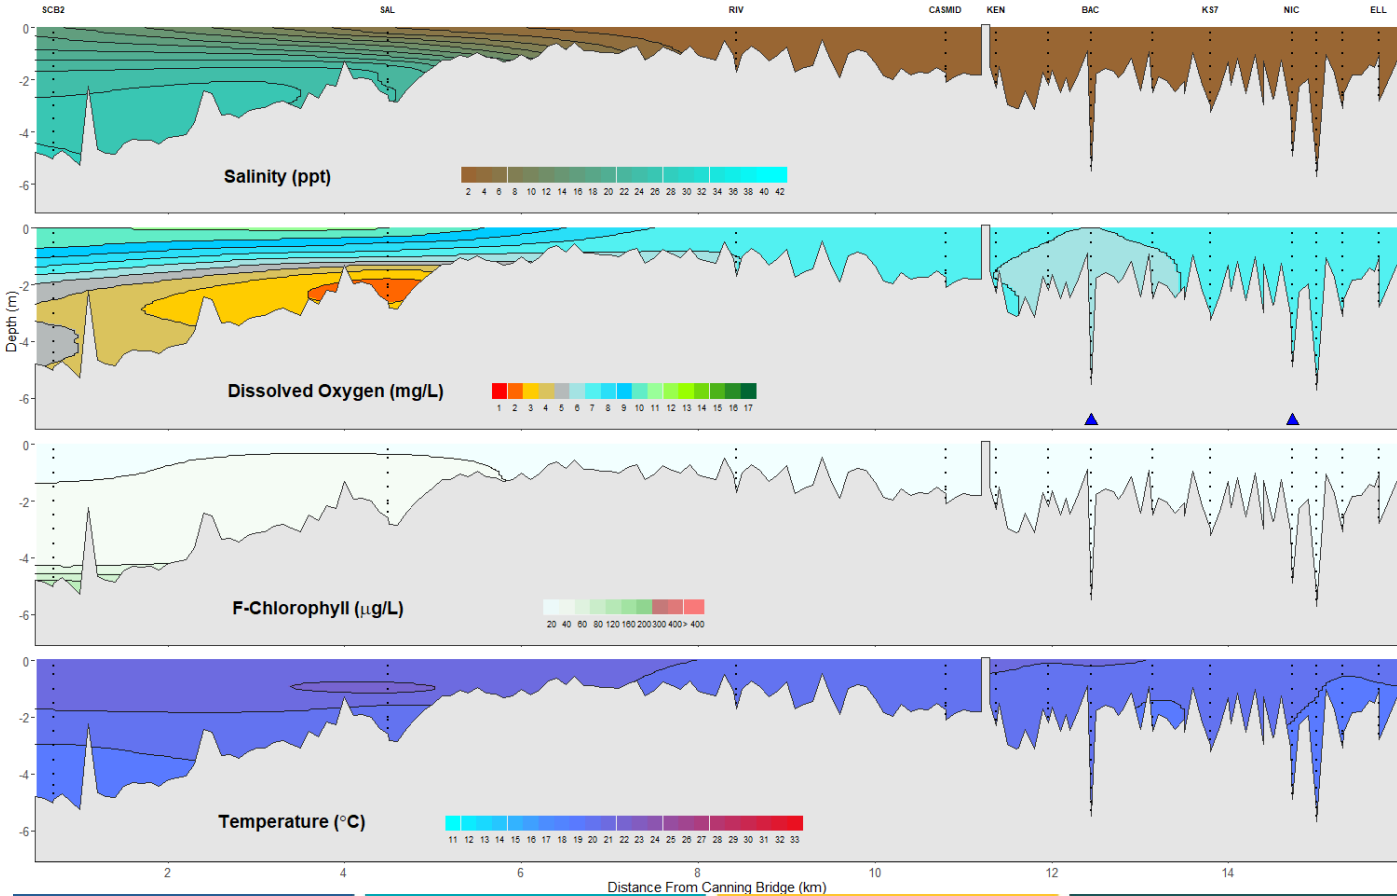 SCB2 SAL RIV CASMID KEN BAC KS7 NIC ELL
0
-2
-4
-6
Salinity (ppt)
2 4 6 8 10 12 14 16 18 20 22 24 26 28 30 32 34 36 38 40 42
0
-2
-4
-6
Dissolved Oxygen (mg/L)
1 2 3 4 5 6 7 8 9 10 11 12 13 14 15 16 17
Depth (m)
0
-2
-4
-6
F-Chlorophyll (μg/L)
20 40 60 80 120 160 200 300 400 > 400
0
-2
-4
-6
Temperature (°C)
11 12 13 14 15 16 17 18 19 20 21 22 23 24 25 26 27 28 29 30 31 32 33
2 4 6 8 10 12 14
Distance From Canning Bridge (km)